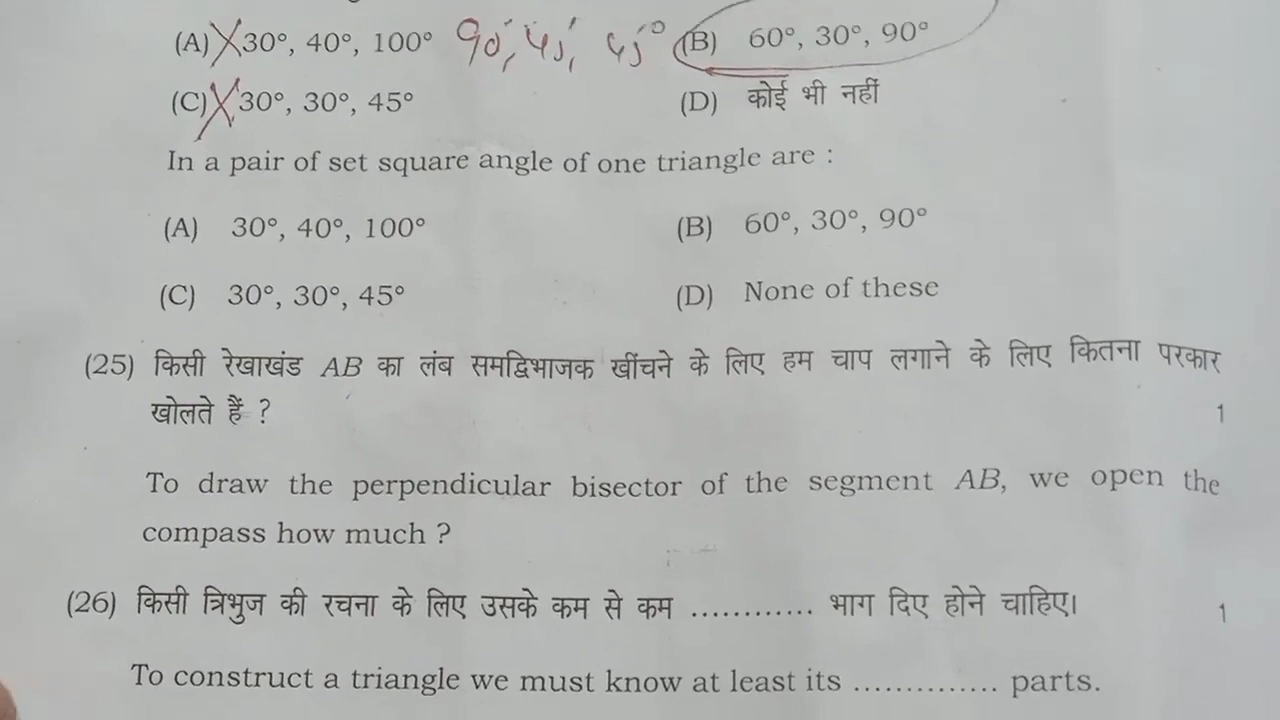 (A) 30°, 40°, 100° 90°, 45°, 45° (B) 60°, 30°, 90°
(C) 30°, 30°, 45° (D) कोई भी नहीं
In a pair of set square angle of one triangle are :
(A) 30°, 40°, 100° (B) 60°, 30°, 90°
(C) 30°, 30°, 45° (D) None of these
(25) किसी रेखाखंड AB का लंब समद्विभाजक खींचने के लिए हम चाप लगाने के लिए कितना परकार
खोलते हैं ? 1
To draw the perpendicular bisector of the segment AB, we open the
compass how much ?
(26) किसी त्रिभुज की रचना के लिए उसके कम से कम ............ भाग दिए होने चाहिए। 1
To construct a triangle we must know at least its .............. parts.